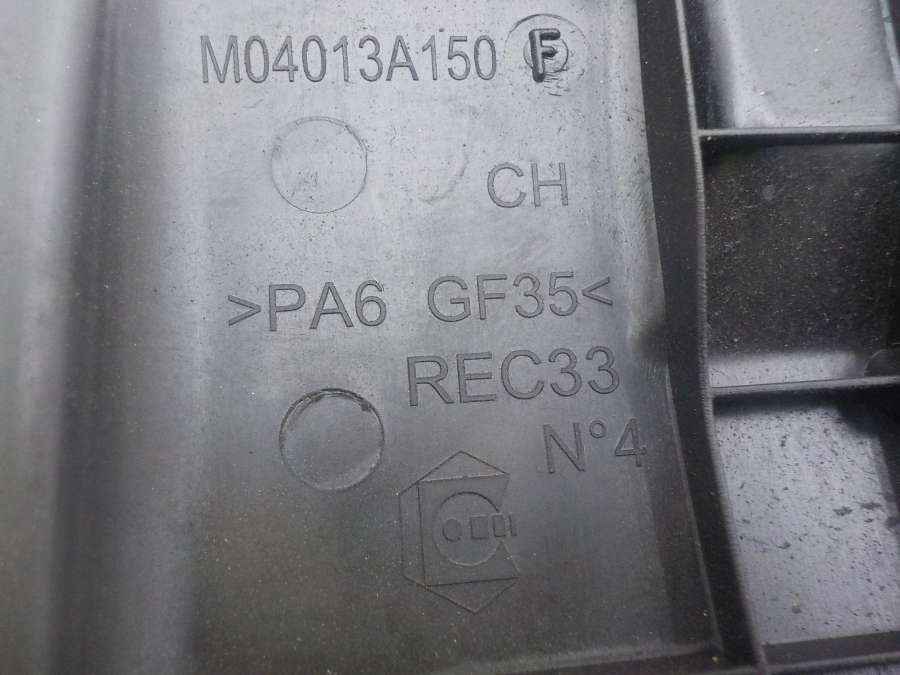 M04013A150 F
CH
>PA6 GF35<
REC33
N°4